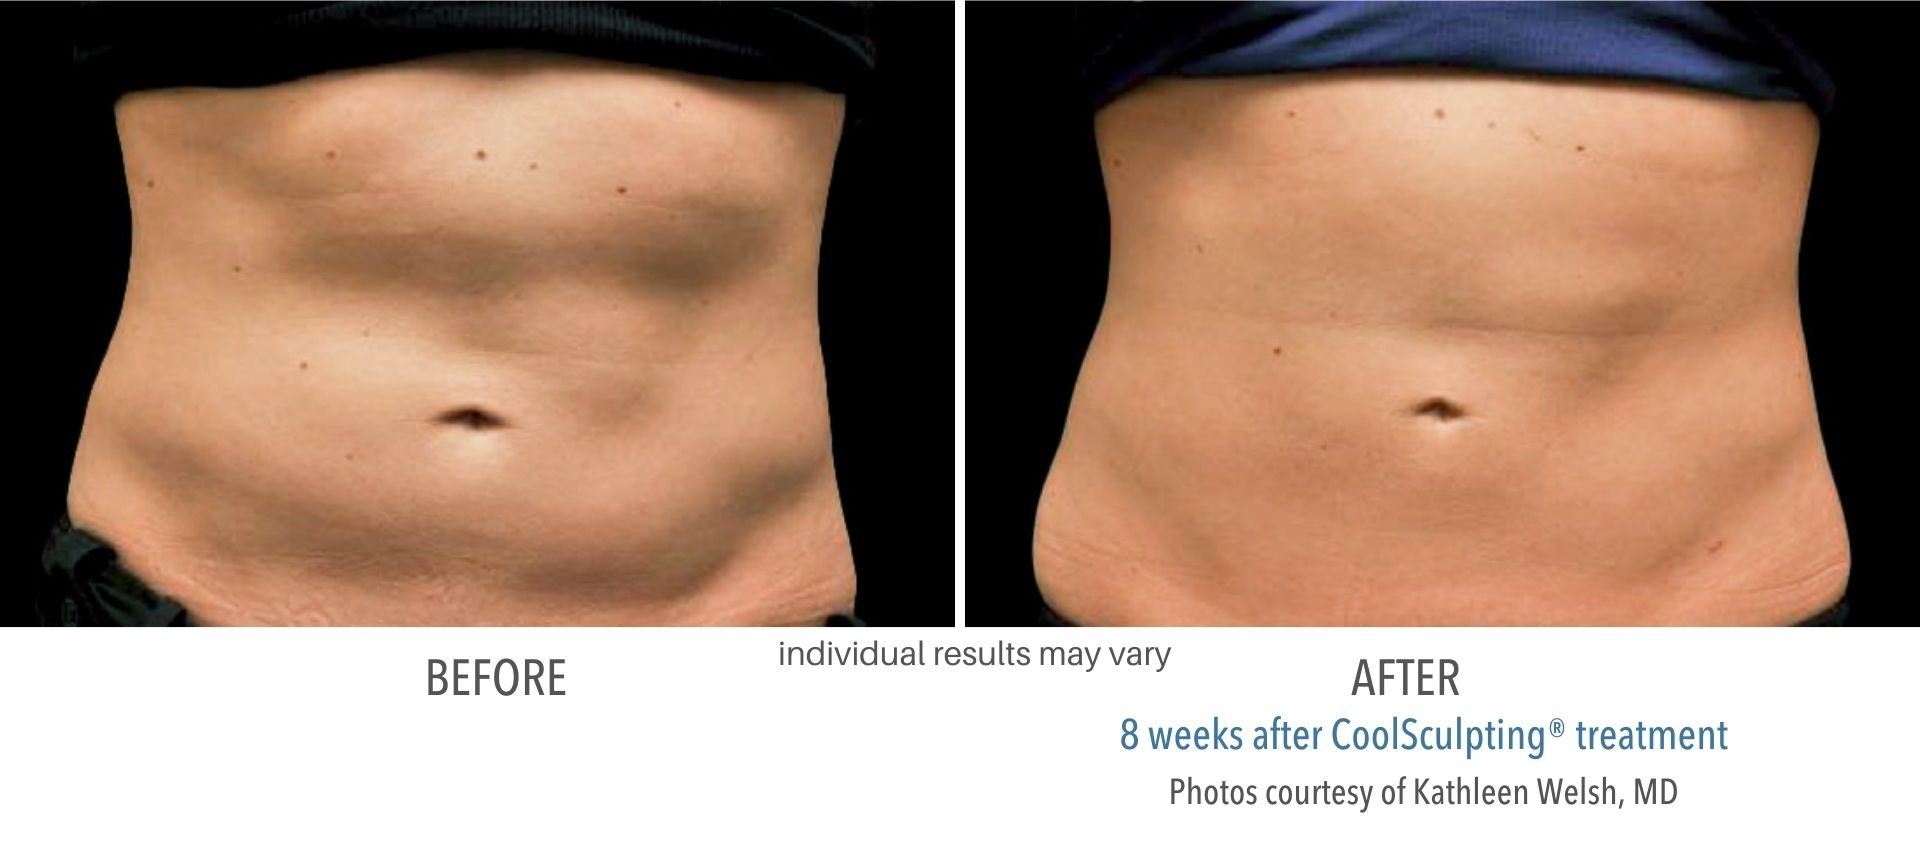 BEFORE
individual results may vary
AFTER
8 weeks after CoolSculpting® treatment
Photos courtesy of Kathleen Welsh, MD